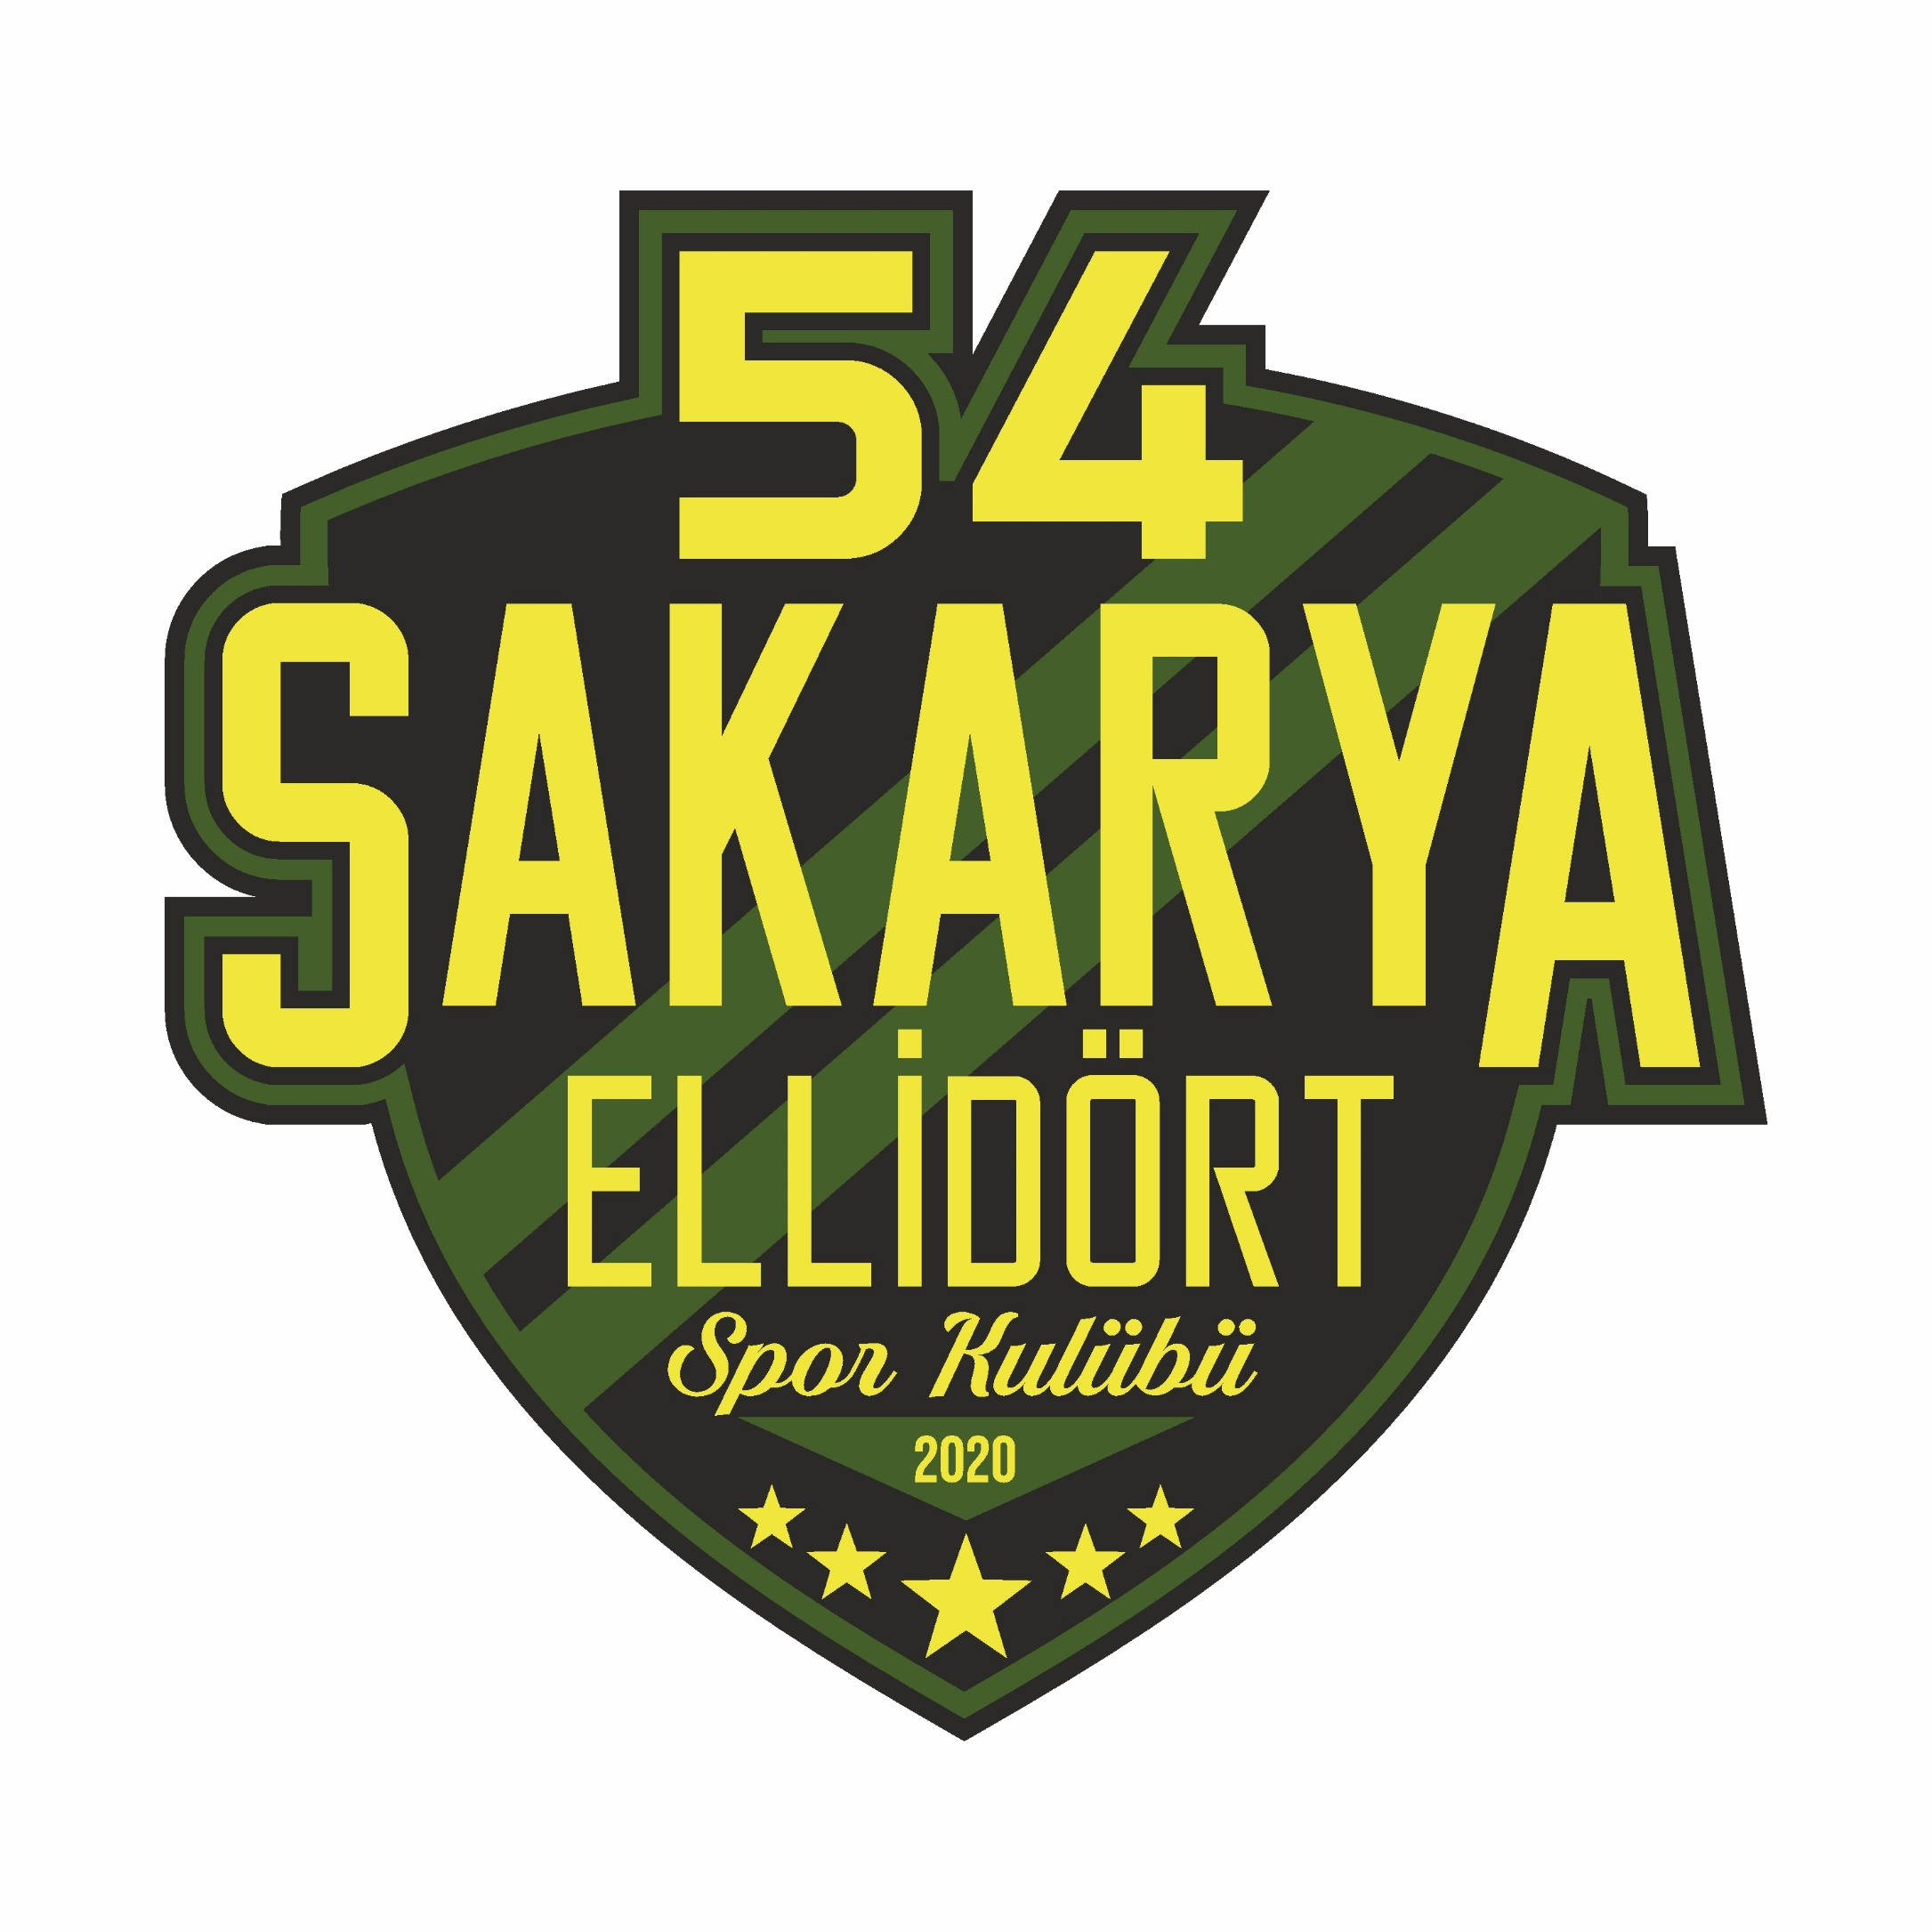 54
SAKARYA
ELLİDÖRT
Spor Kulübü
2020